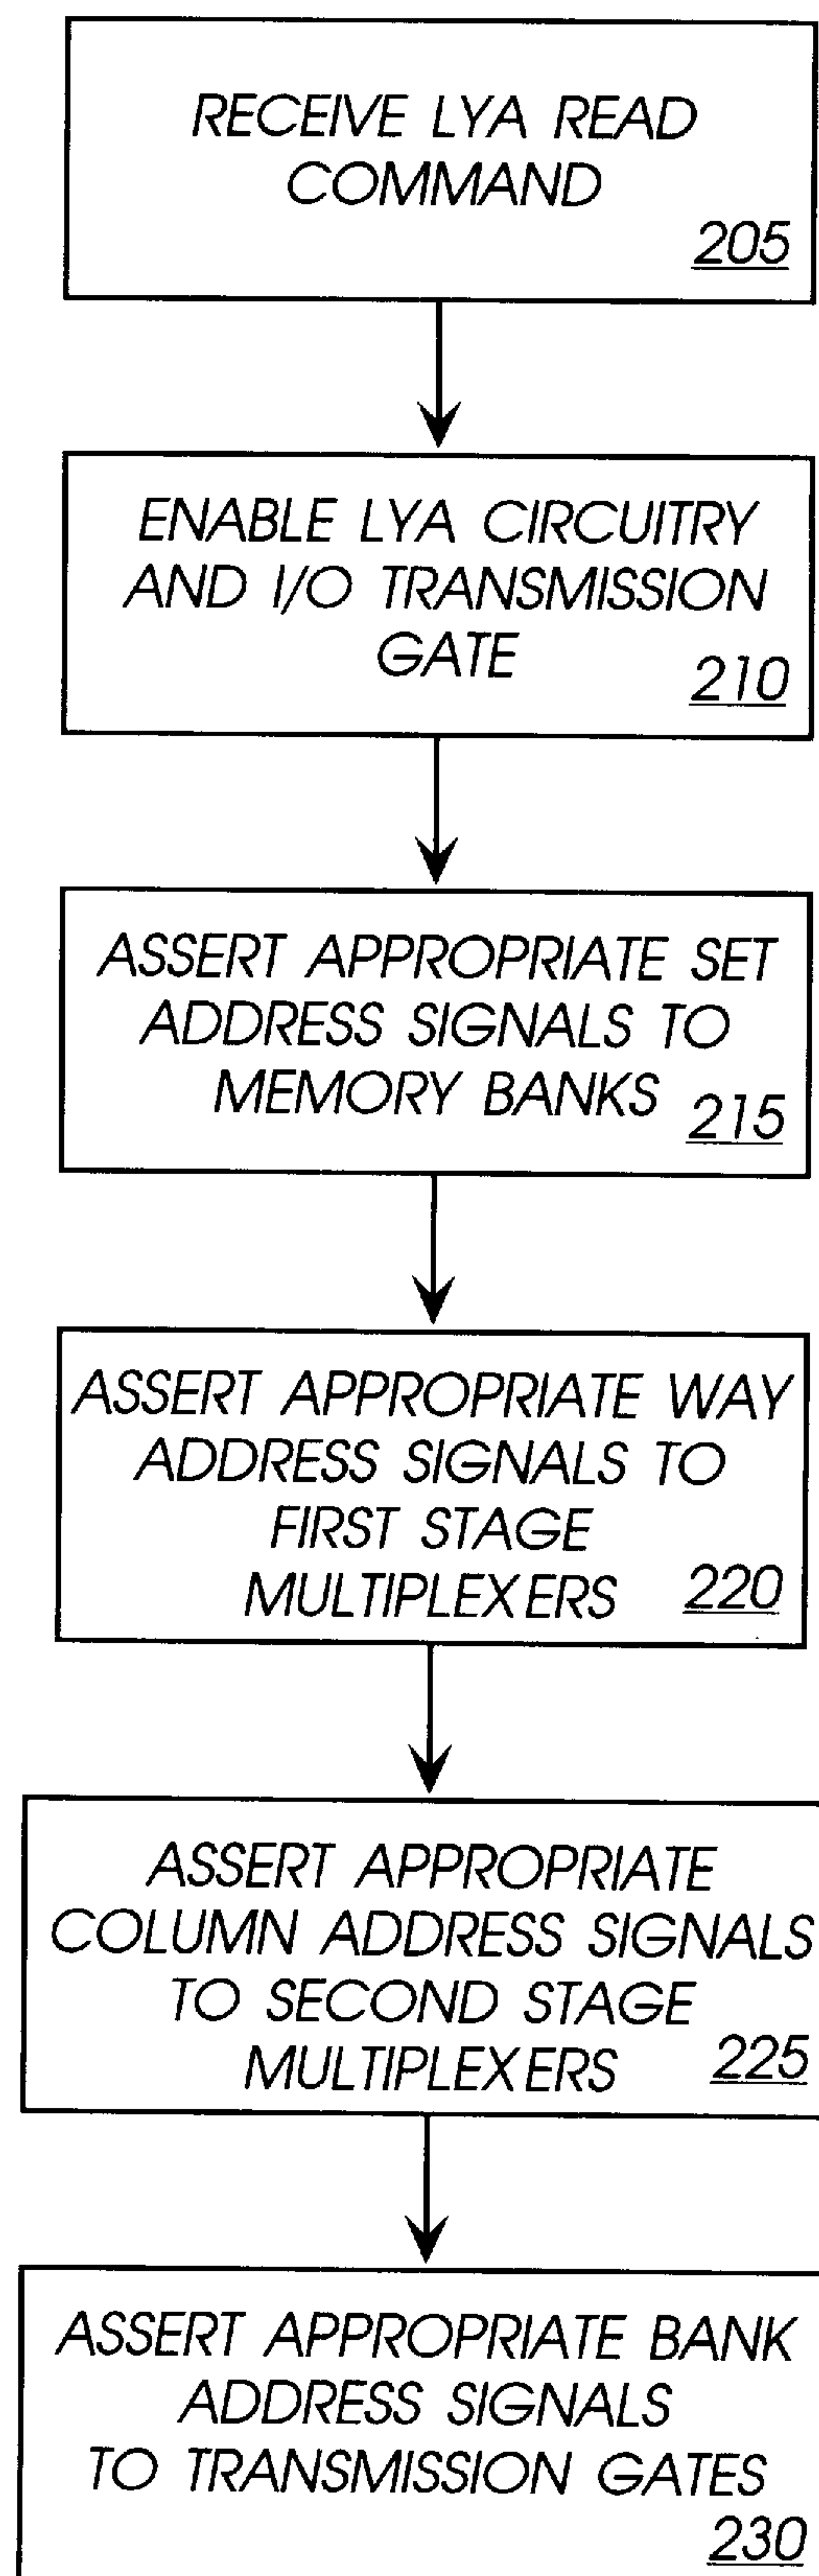 RECEIVE LYA READ
COMMAND
205
ENABLE LYA CIRCUITRY
AND I/O TRANSMISSION
GATE
210
ASSERT APPROPRIATE SET
ADDRESS SIGNALS TO
MEMORY BANKS
215
ASSERT APPROPRIATE WAY
ADDRESS SIGNALS TO
FIRST STAGE
MULTIPLEXERS
220
ASSERT APPROPRIATE
COLUMN ADDRESS SIGNALS
TO SECOND STAGE
MULTIPLEXERS
225
ASSERT APPROPRIATE BANK
ADDRESS SIGNALS
TO TRANSMISSION GATES
230